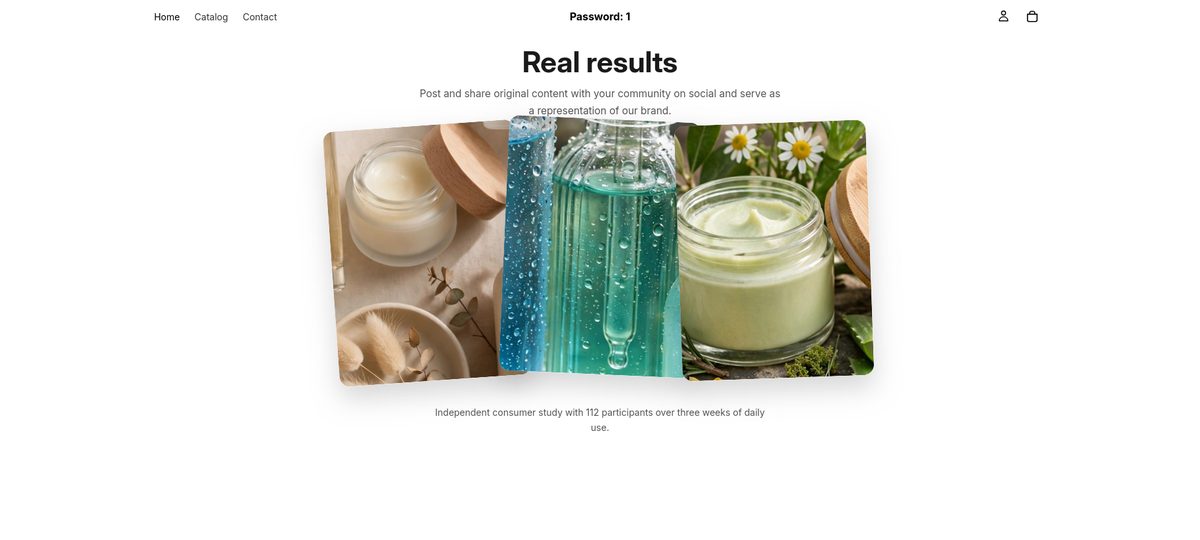 Home Catalog Contact Password: 1
Real results
Post and share original content with your community on social and serve as
a representation of our brand.
Independent consumer study with 112 participants over three weeks of daily
use.